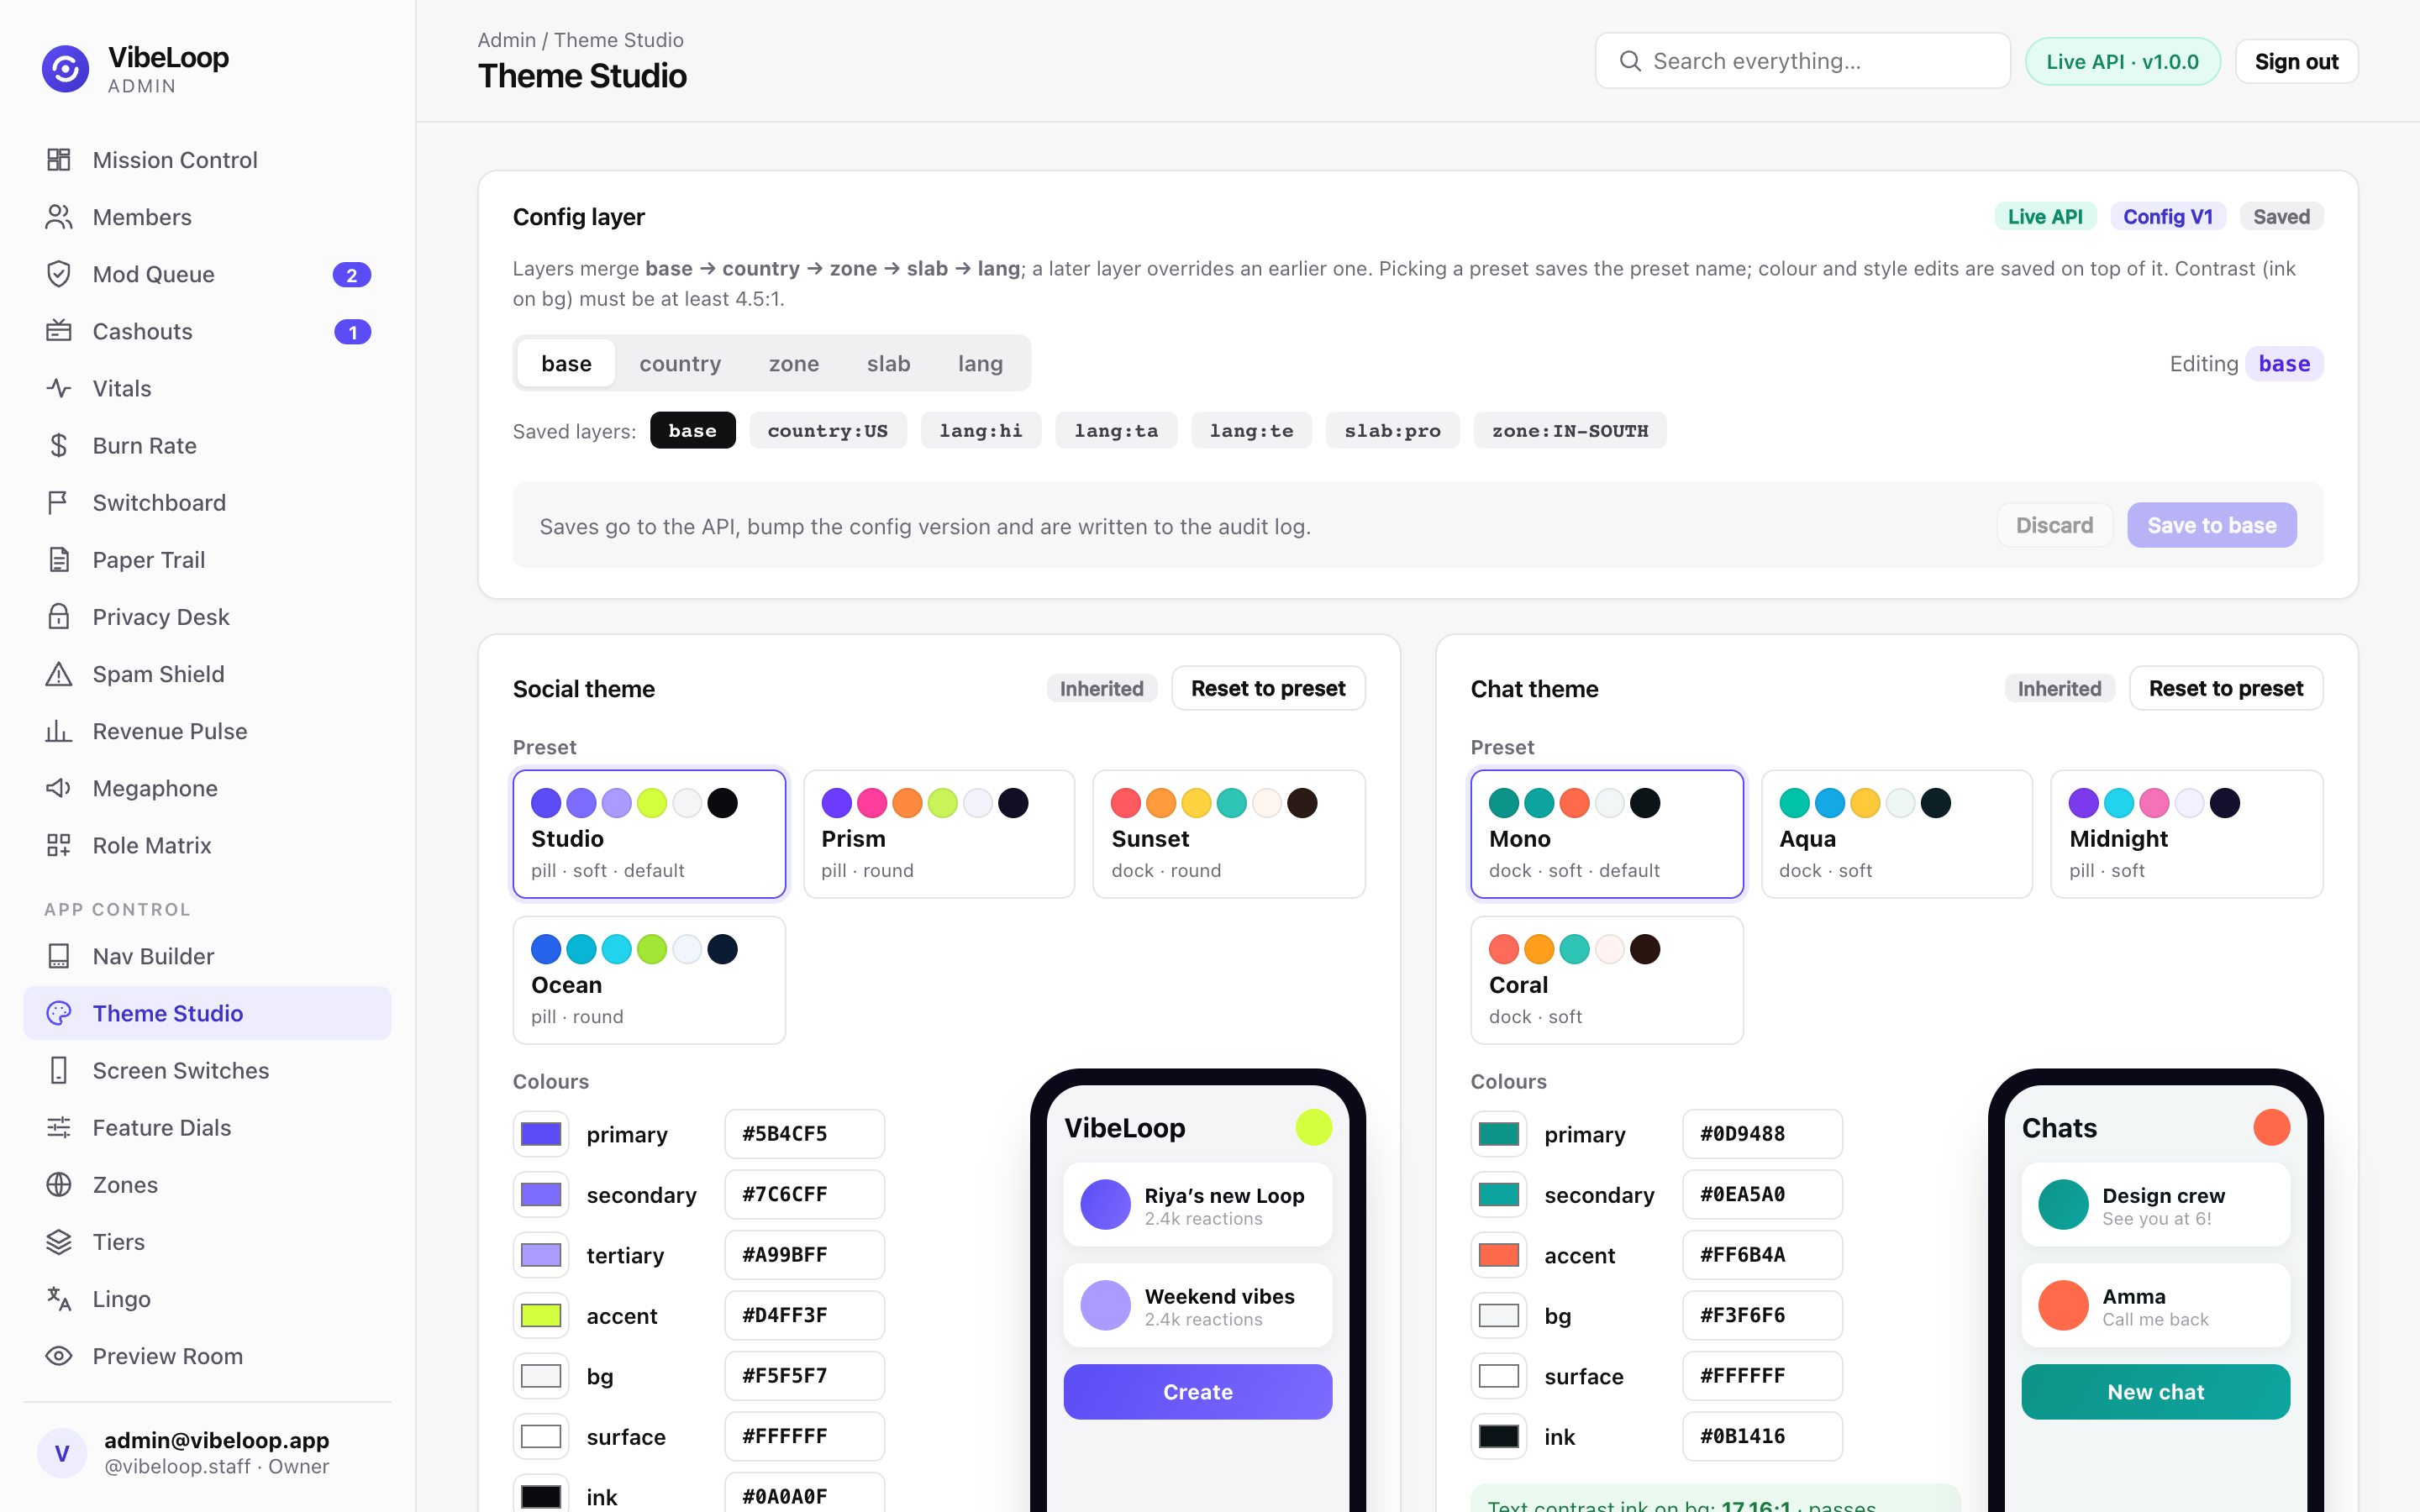 VibeLoop
ADMIN
Mission Control
Members
Mod Queue 2
Cashouts 1
Vitals
Burn Rate
Switchboard
Paper Trail
Privacy Desk
Spam Shield
Revenue Pulse
Megaphone
Role Matrix
APP CONTROL
Nav Builder
Theme Studio
Screen Switches
Feature Dials
Zones
Tiers
Lingo
Preview Room
V
admin@vibeloop.app
@vibeloop.staff · Owner
Admin / Theme Studio
Theme Studio
Search everything...
Live API · v1.0.0
Sign out
Config layer
Live API
Config V1
Saved
Layers merge base → country → zone → slab → lang; a later layer overrides an earlier one. Picking a preset saves the preset name; colour and style edits are saved on top of it. Contrast (ink
on bg) must be at least 4.5:1.
base country zone slab lang
Editing base
Saved layers: base country:US lang:hi lang:ta lang:te slab:pro zone:IN-SOUTH
Saves go to the API, bump the config version and are written to the audit log.
Discard
Save to base
Social theme
Inherited
Reset to preset
Preset
Studio
pill · soft · default
Prism
pill · round
Sunset
dock · round
Ocean
pill · round
Colours
primary #5B4CF5
secondary #7C6CFF
tertiary #A99BFF
accent #D4FF3F
bg #F5F5F7
surface #FFFFFF
ink #0A0A0F
VibeLoop
Riya’s new Loop
2.4k reactions
Weekend vibes
2.4k reactions
Create
Chat theme
Inherited
Reset to preset
Preset
Mono
dock · soft · default
Aqua
dock · soft
Midnight
pill · soft
Coral
dock · soft
Colours
primary #0D9488
secondary #0EA5A0
accent #FF6B4A
bg #F3F6F6
surface #FFFFFF
ink #0B1416
Text contrast ink on bg: 17.16:1 · passes
Chats
Design crew
See you at 6!
Amma
Call me back
New chat